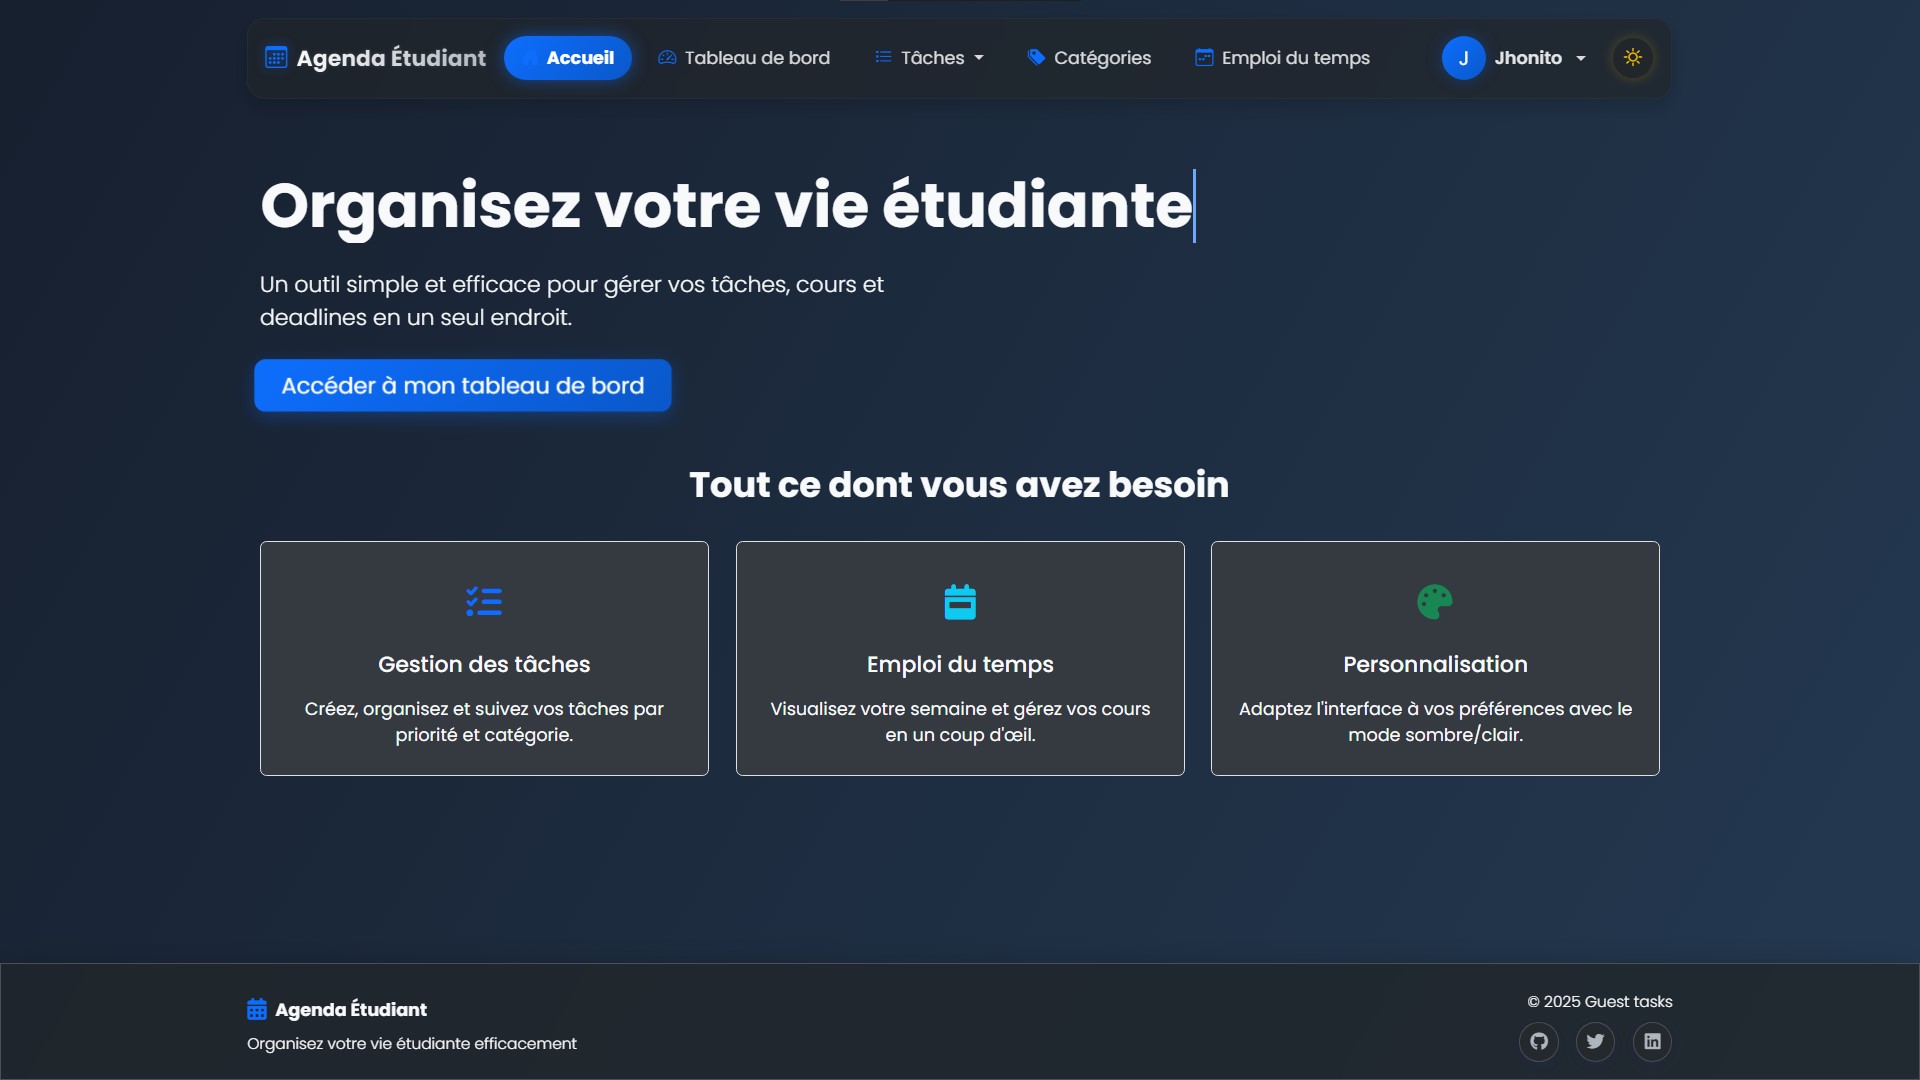 Agenda Étudiant
Accueil
Tableau de bord
Tâches
Catégories
Emploi du temps
J
Jhonito
Organisez votre vie étudiante
Un outil simple et efficace pour gérer vos tâches, cours et
deadlines en un seul endroit.
Accéder à mon tableau de bord
Tout ce dont vous avez besoin
Gestion des tâches
Créez, organisez et suivez vos tâches par
priorité et catégorie.
Emploi du temps
Visualisez votre semaine et gérez vos cours
en un coup d'œil.
Personnalisation
Adaptez l'interface à vos préférences avec le
mode sombre/clair.
Agenda Étudiant
Organisez votre vie étudiante efficacement
© 2025 Guest tasks